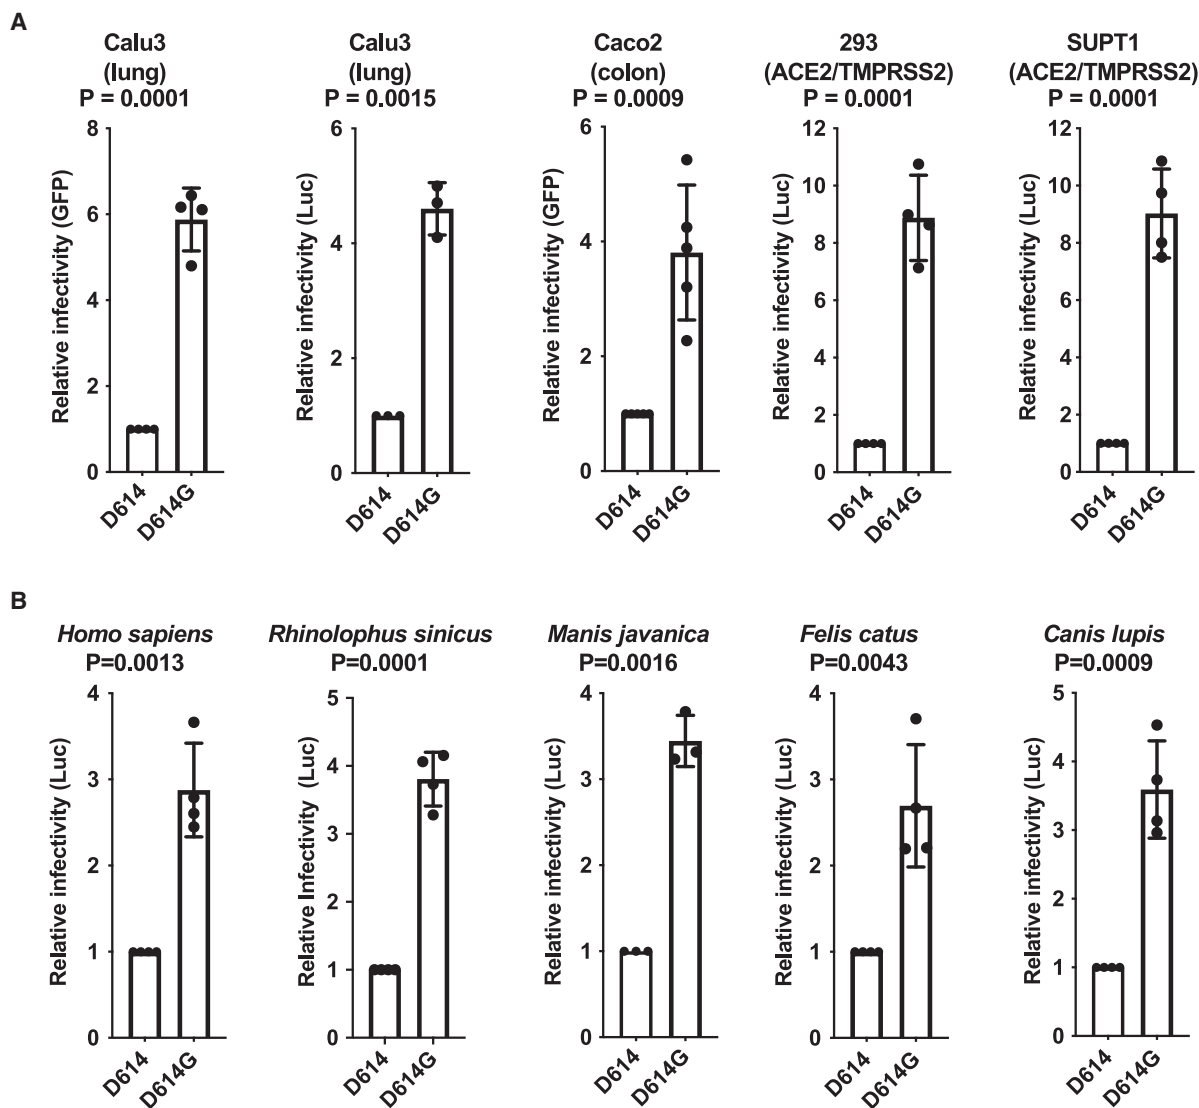 A
Calu3
(lung)
P = 0.0001
Relative infectivity (GFP)
8
6
4
2
0
D614
D614G
Calu3
(lung)
P = 0.0015
Relative infectivity (Luc)
6
4
2
0
D614
D614G
Caco2
(colon)
P = 0.0009
Relative infectivity (GFP)
6
4
2
0
D614
D614G
293
(ACE2/TMPRSS2)
P = 0.0001
Relative infectivity (Luc)
12
10
8
6
4
2
0
D614
D614G
SUPT1
(ACE2/TMPRSS2)
P = 0.0001
Relative infectivity (Luc)
12
10
8
6
4
2
0
D614
D614G
B
Homo sapiens
P=0.0013
Relative infectivity (Luc)
4
3
2
1
0
D614
D614G
Rhinolophus sinicus
P=0.0001
Relative Infectivity (Luc)
5
4
3
2
1
0
D614
D614G
Manis javanica
P=0.0016
Relative infectivity (Luc)
4
3
2
1
0
D614
D614G
Felis catus
P=0.0043
Relative infectivity (Luc)
4
3
2
1
0
D614
D614G
Canis lupis
P=0.0009
Relative infectivity (Luc)
5
4
3
2
1
0
D614
D614G